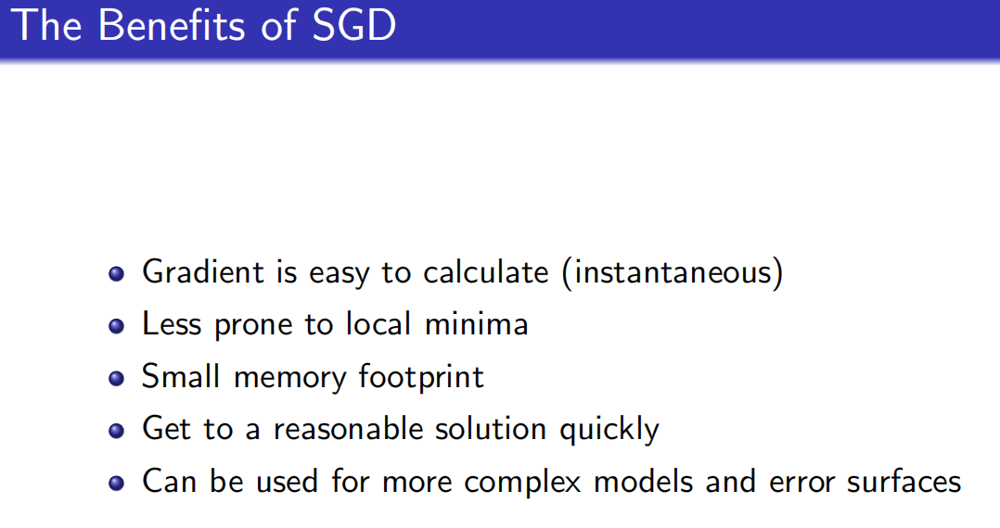 The Benefits of SGD
Gradient is easy to calculate (instantaneous)
Less prone to local minima
Small memory footprint
Get to a reasonable solution quickly
Can be used for more complex models and error surfaces